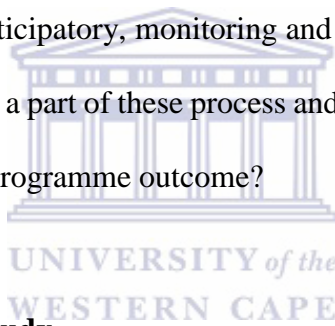 ticipatory, monitoring and
a part of these process and
rogramme outcome?
UNIVERSITY of the
WESTERN CAPE